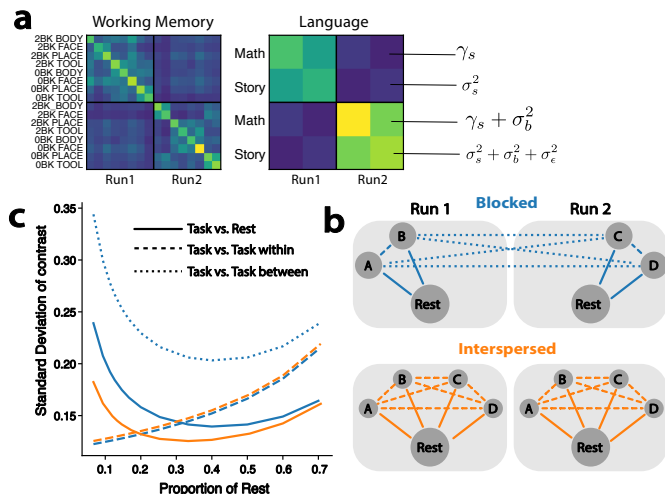 a
Working Memory
Language
2BK BODY
2BK FACE
2BK PLACE
2BK TOOL
0BK BODY
0BK FACE
0BK PLACE
0BK TOOL
2BK_BODY
2BK FACE
2BK PLACE
2BK TOOL
0BK BODY
0BK FACE
0BK PLACE
0BK TOOL
Run1 Run2
Math
Story
Math
Story
Run1 Run2
γₛ
σₛ²
γₛ + σ_b²
σₛ² + σ_b² + σ_ϵ²
c
Standard Deviation of contrast
0.35
0.30
0.25
0.20
0.15
Task vs. Rest
Task vs. Task within
Task vs. Task between
0.1 0.2 0.3 0.4 0.5 0.6 0.7
Proportion of Rest
b
Blocked
Run 1 Run 2
B C
A D
Rest Rest
Interspersed
B C B C
A D A D
Rest Rest